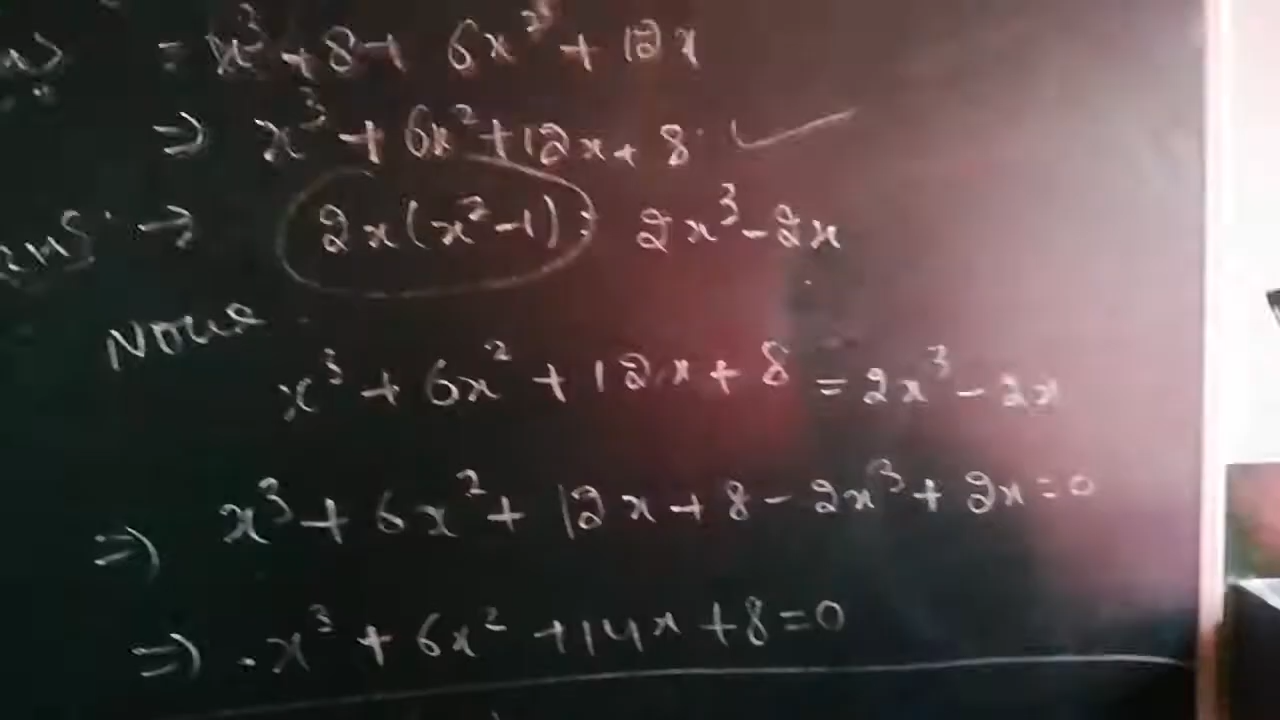 = x³ + 8 + 6x² + 12x
⇒ x³ + 6x² + 12x + 8 ✓
→ 2x(x²-1) : 2x³ - 2x
x³ + 6x² + 12x + 8 = 2x³ - 2x
⇒ x³ + 6x² + 12x + 8 - 2x³ + 2x = 0
⇒ -x³ + 6x² + 14x + 8 = 0